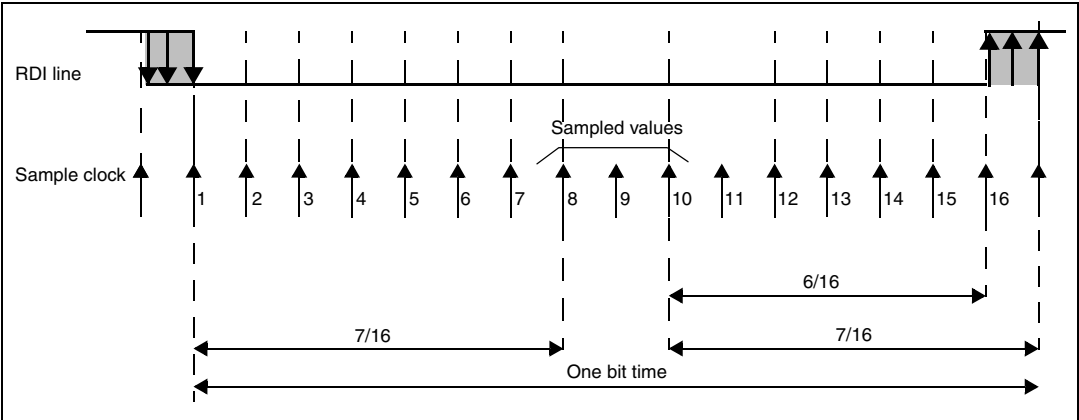 RDI line
Sampled values
Sample clock
1 2 3 4 5 6 7 8 9 10 11 12 13 14 15 16
6/16
7/16 7/16
One bit time